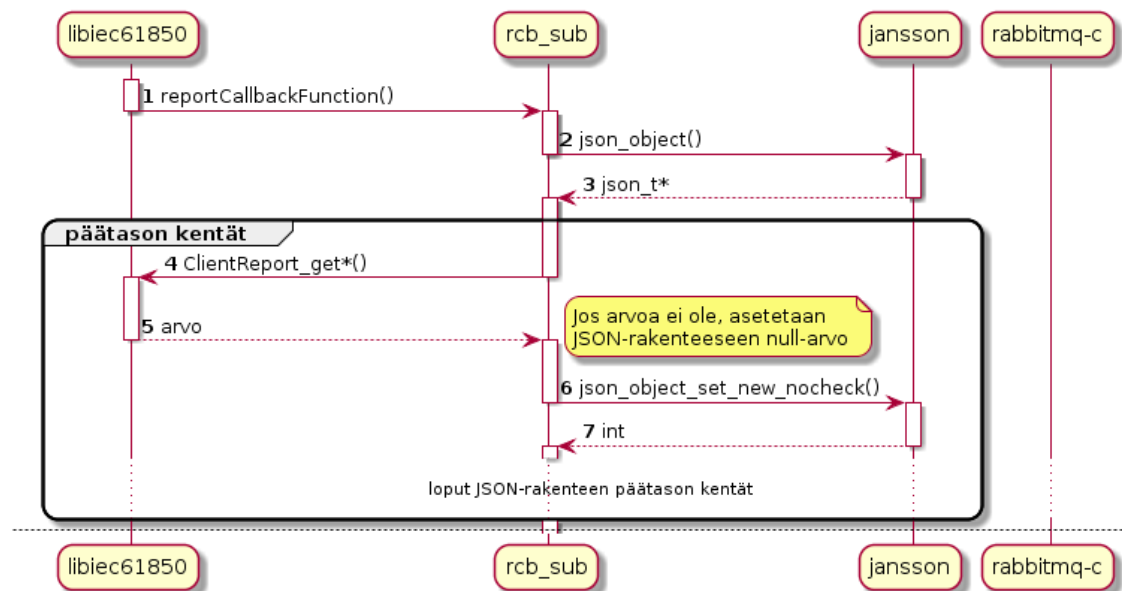 libiec61850
rcb_sub
jansson
rabbitmq-c
1 reportCallbackFunction()
2 json_object()
3 json_t*
päätason kentät
4 ClientReport_get*()
Jos arvoa ei ole, asetetaan
JSON-rakenteeseen null-arvo
5 arvo
6 json_object_set_new_nocheck()
7 int
loput JSON-rakenteen päätason kentät
libiec61850
rcb_sub
jansson
rabbitmq-c